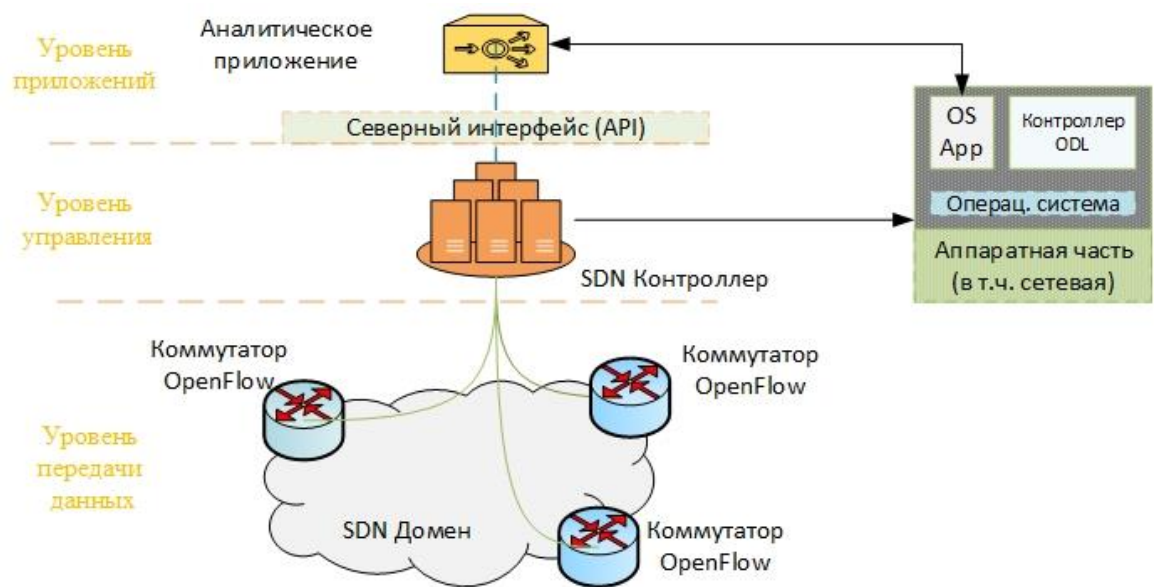 Уровень
приложений
Аналитическое
приложение
Северный интерфейс (API)
OS
App
Контроллер
ODL
Операц. система
Аппаратная часть
(в т.ч. сетевая)
Уровень
управления
SDN Контроллер
Коммутатор
OpenFlow
Коммутатор
OpenFlow
Уровень
передачи
данных
SDN Домен
Коммутатор
OpenFlow